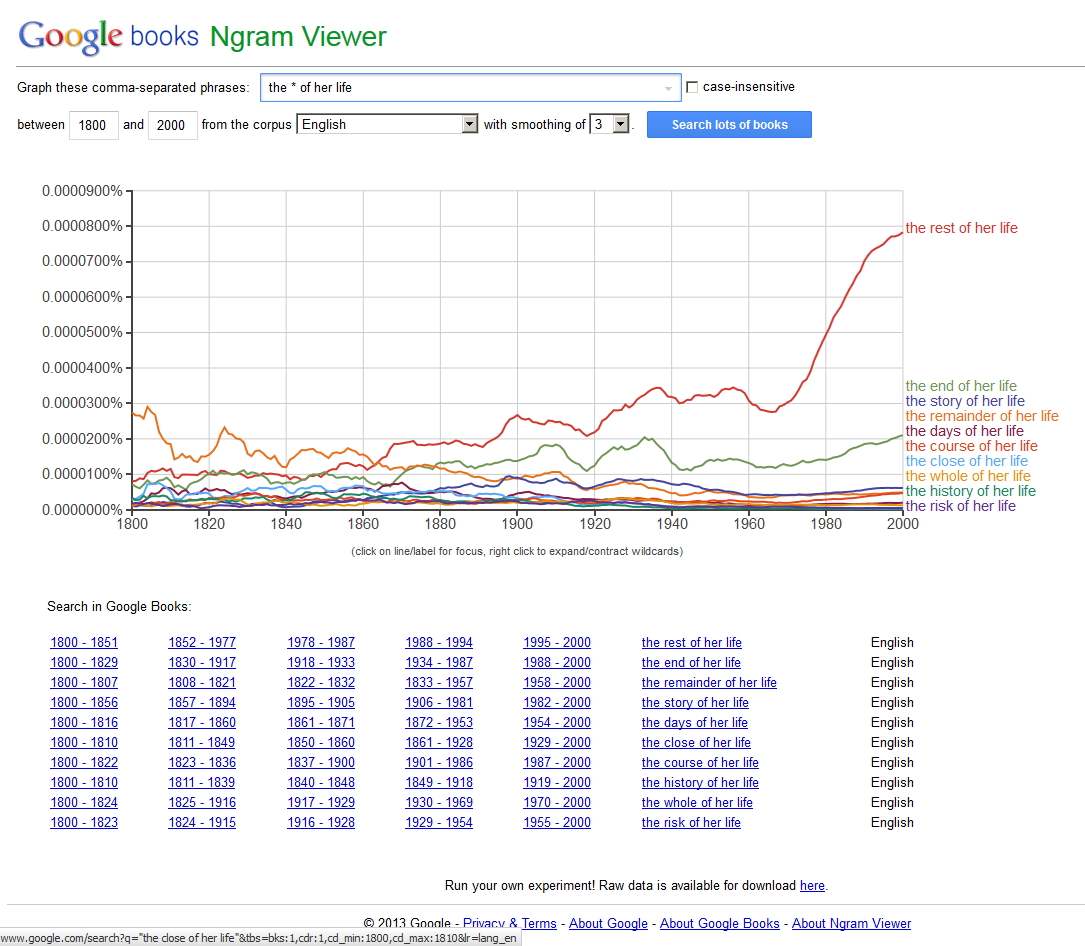 Google books Ngram Viewer
Graph these comma-separated phrases: the * of her life case-insensitive
between 1800 and 2000 from the corpus English with smoothing of 3 . Search lots of books
0.0000900%
0.0000800%
the rest of her life
0.0000700%
0.0000600%
0.0000500%
0.0000400%
the end of her life
0.0000300%
the story of her life
the remainder of her life
0.0000200%
the days of her life
the course of her life
the close of her life
0.0000100%
the whole of her life
the history of her life
0.0000000%
the risk of her life
1800 1820 1840 1860 1880 1900 1920 1940 1960 1980 2000
(click on line/label for focus, right click to expand/contract wildcards)
Search in Google Books:
1800 - 1851 1852 - 1977 1978 - 1987 1988 - 1994 1995 - 2000 the rest of her life English
1800 - 1829 1830 - 1917 1918 - 1933 1934 - 1987 1988 - 2000 the end of her life English
1800 - 1807 1808 - 1821 1822 - 1832 1833 - 1957 1958 - 2000 the remainder of her life English
1800 - 1856 1857 - 1894 1895 - 1905 1906 - 1981 1982 - 2000 the story of her life English
1800 - 1816 1817 - 1860 1861 - 1871 1872 - 1953 1954 - 2000 the days of her life English
1800 - 1810 1811 - 1849 1850 - 1860 1861 - 1928 1929 - 2000 the close of her life English
1800 - 1822 1823 - 1836 1837 - 1900 1901 - 1986 1987 - 2000 the course of her life English
1800 - 1810 1811 - 1839 1840 - 1848 1849 - 1918 1919 - 2000 the history of her life English
1800 - 1824 1825 - 1916 1917 - 1929 1930 - 1969 1970 - 2000 the whole of her life English
1800 - 1823 1824 - 1915 1916 - 1928 1929 - 1954 1955 - 2000 the risk of her life English
Run your own experiment! Raw data is available for download here.
© 2013 Google - Privacy & Terms - About Google - About Google Books - About Ngram Viewer
www.google.com/search?q="the close of her life"&tbs=bks:1,cdr:1,cd_min:1800,cd_max:1810&lr=lang_en